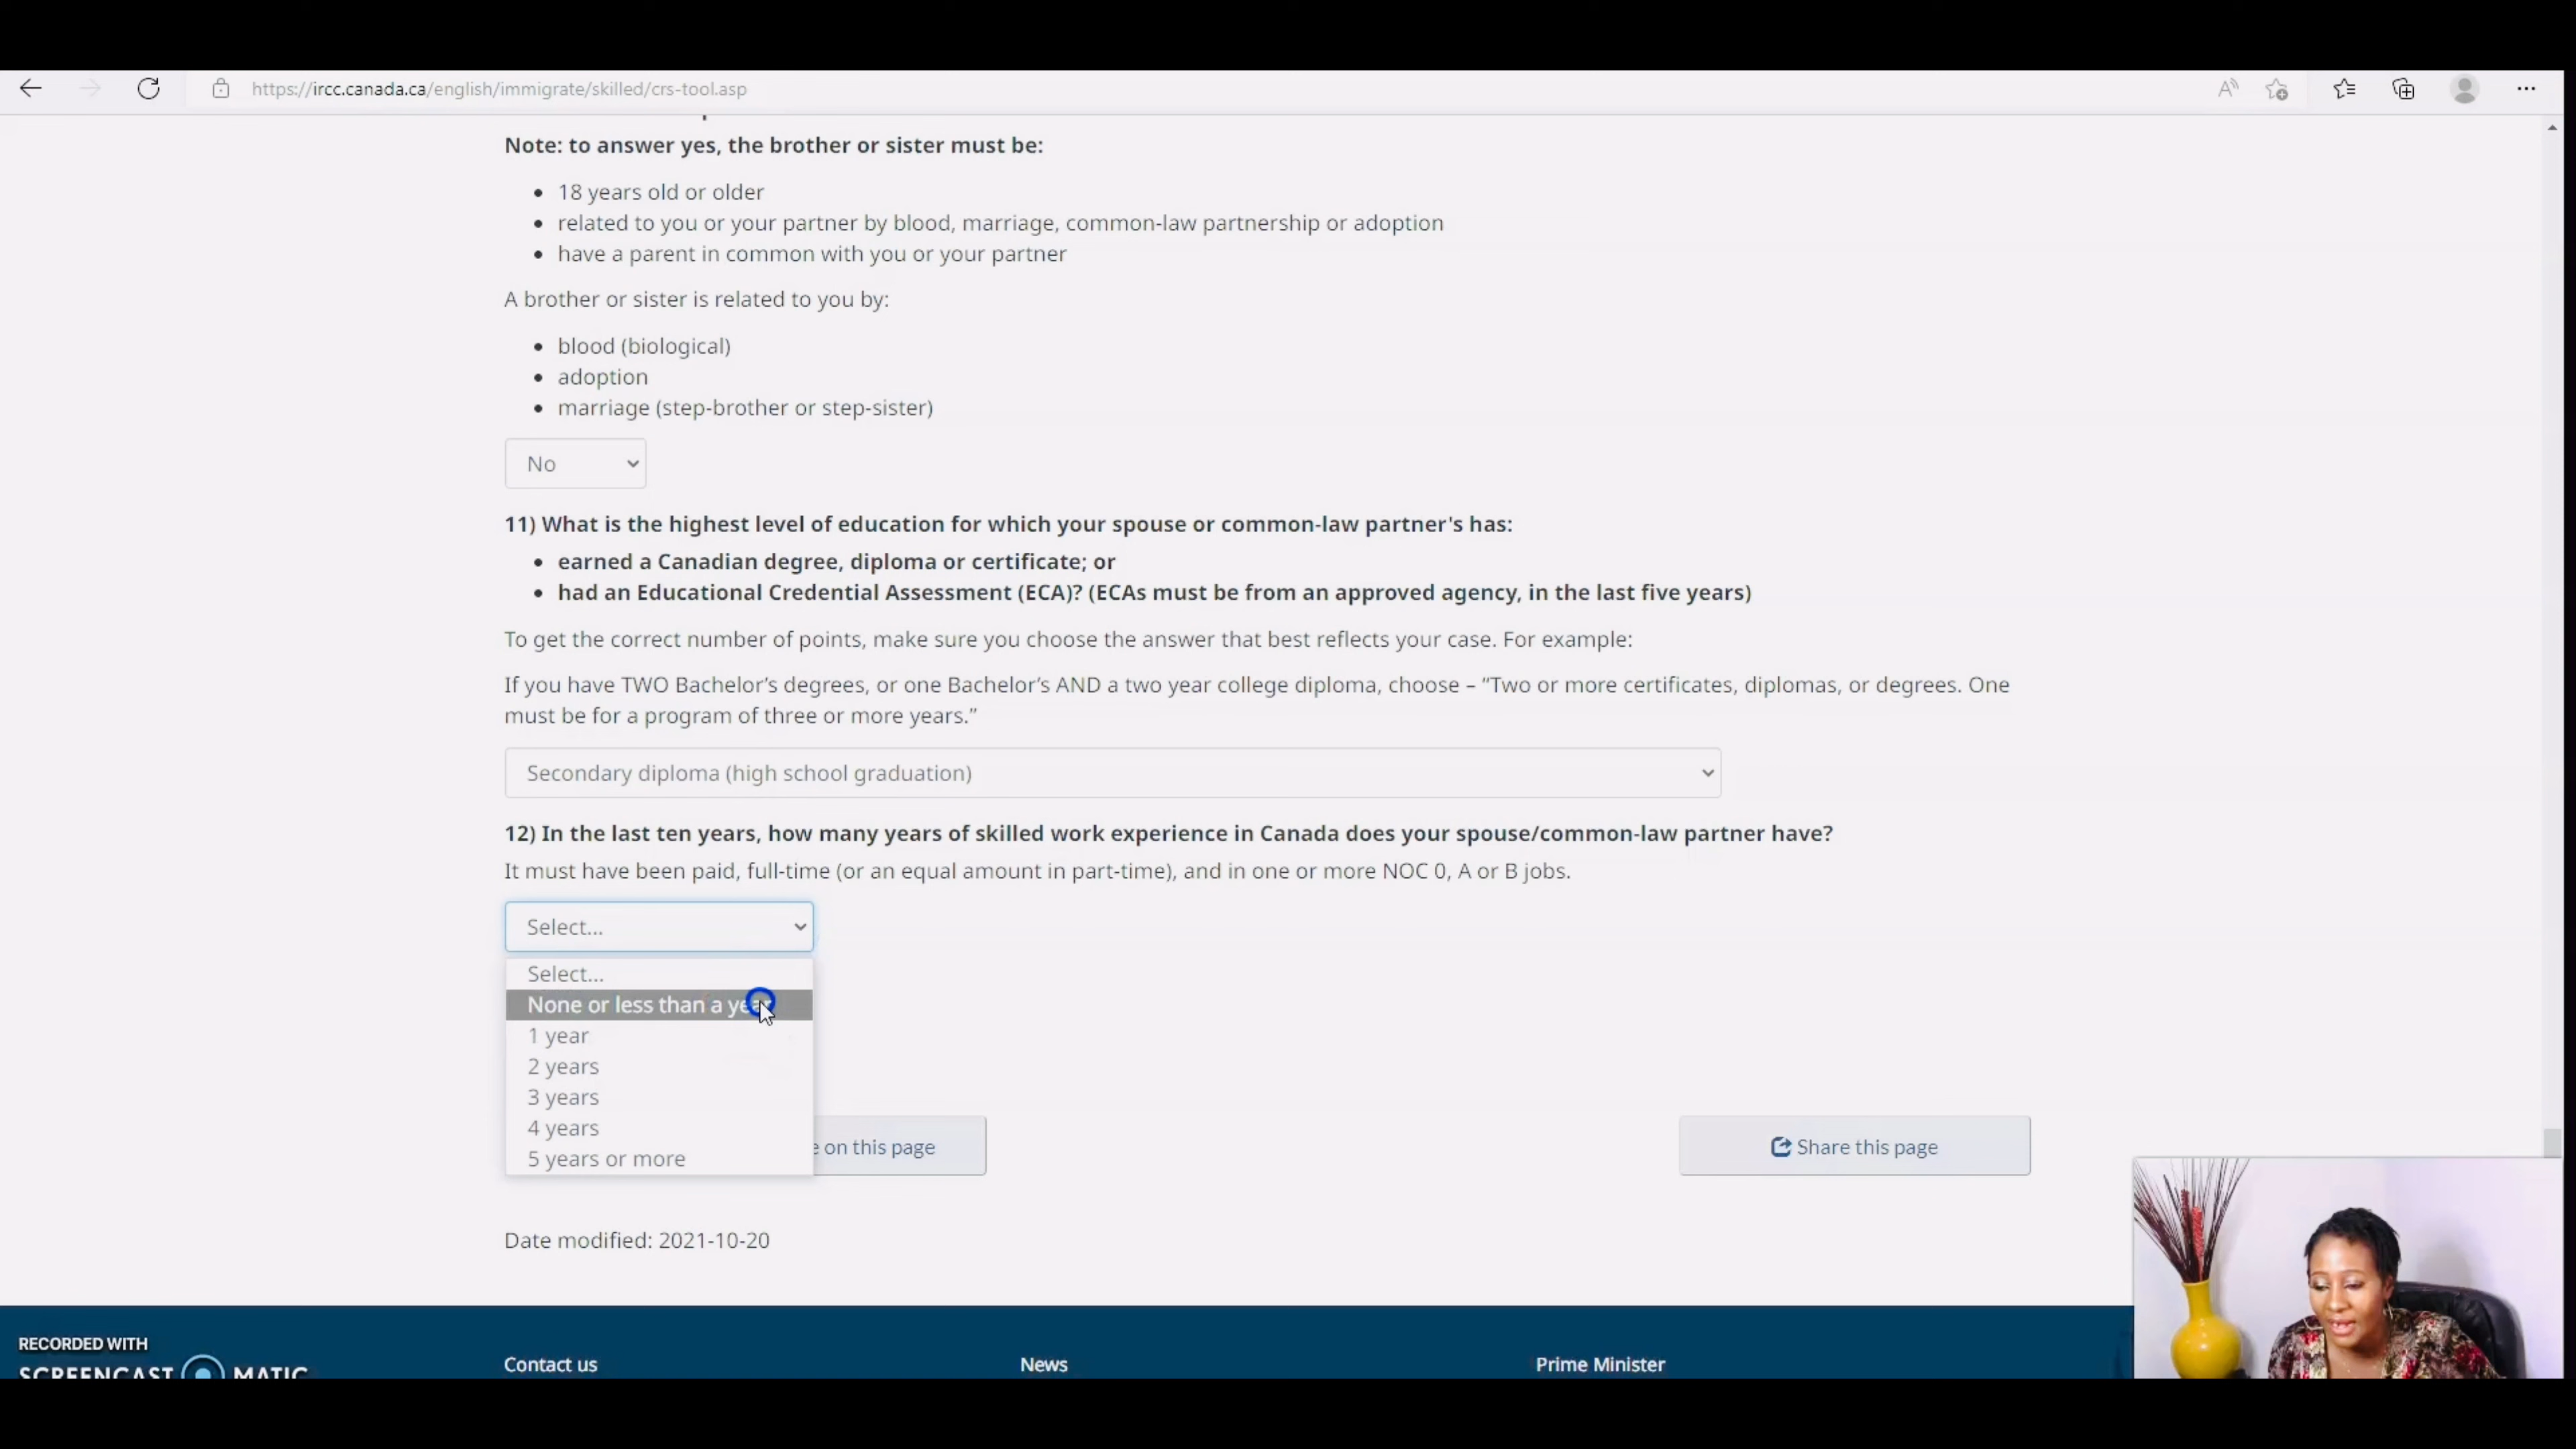 https://ircc.canada.ca/english/immigrate/skilled/crs-tool.asp
Note: to answer yes, the brother or sister must be:
18 years old or older
related to you or your partner by blood, marriage, common-law partnership or adoption
have a parent in common with you or your partner
A brother or sister is related to you by:
blood (biological)
adoption
marriage (step-brother or step-sister)
No
11) What is the highest level of education for which your spouse or common-law partner's has:
earned a Canadian degree, diploma or certificate; or
had an Educational Credential Assessment (ECA)? (ECAs must be from an approved agency, in the last five years)
To get the correct number of points, make sure you choose the answer that best reflects your case. For example:
If you have TWO Bachelor’s degrees, or one Bachelor’s AND a two year college diploma, choose – “Two or more certificates, diplomas, or degrees. One
must be for a program of three or more years.”
Secondary diploma (high school graduation)
12) In the last ten years, how many years of skilled work experience in Canada does your spouse/common-law partner have?
It must have been paid, full-time (or an equal amount in part-time), and in one or more NOC 0, A or B jobs.
Select...
Select...
None or less than a year
1 year
2 years
3 years
4 years
5 years or more
on this page
Share this page
Date modified: 2021-10-20
RECORDED WITH
SCREENCAST MATIC
Contact us
News
Prime Minister